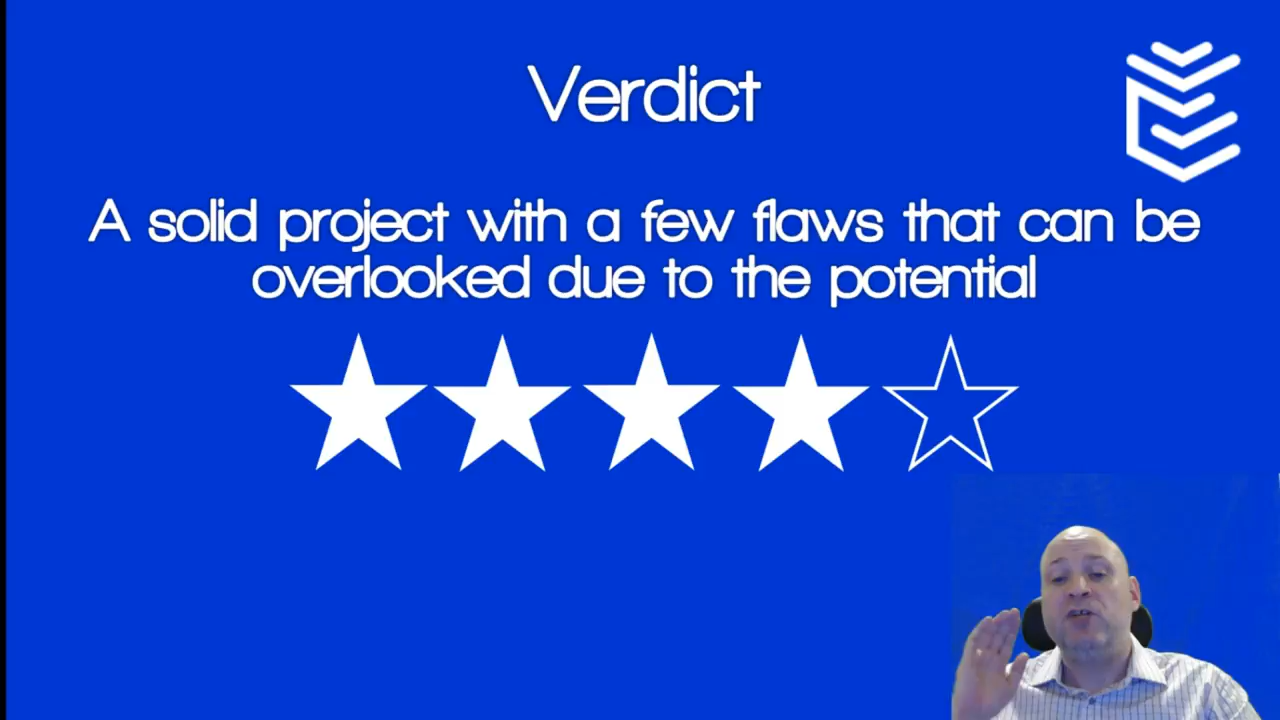 Verdict
A solid project with a few flaws that can be
overlooked due to the potential